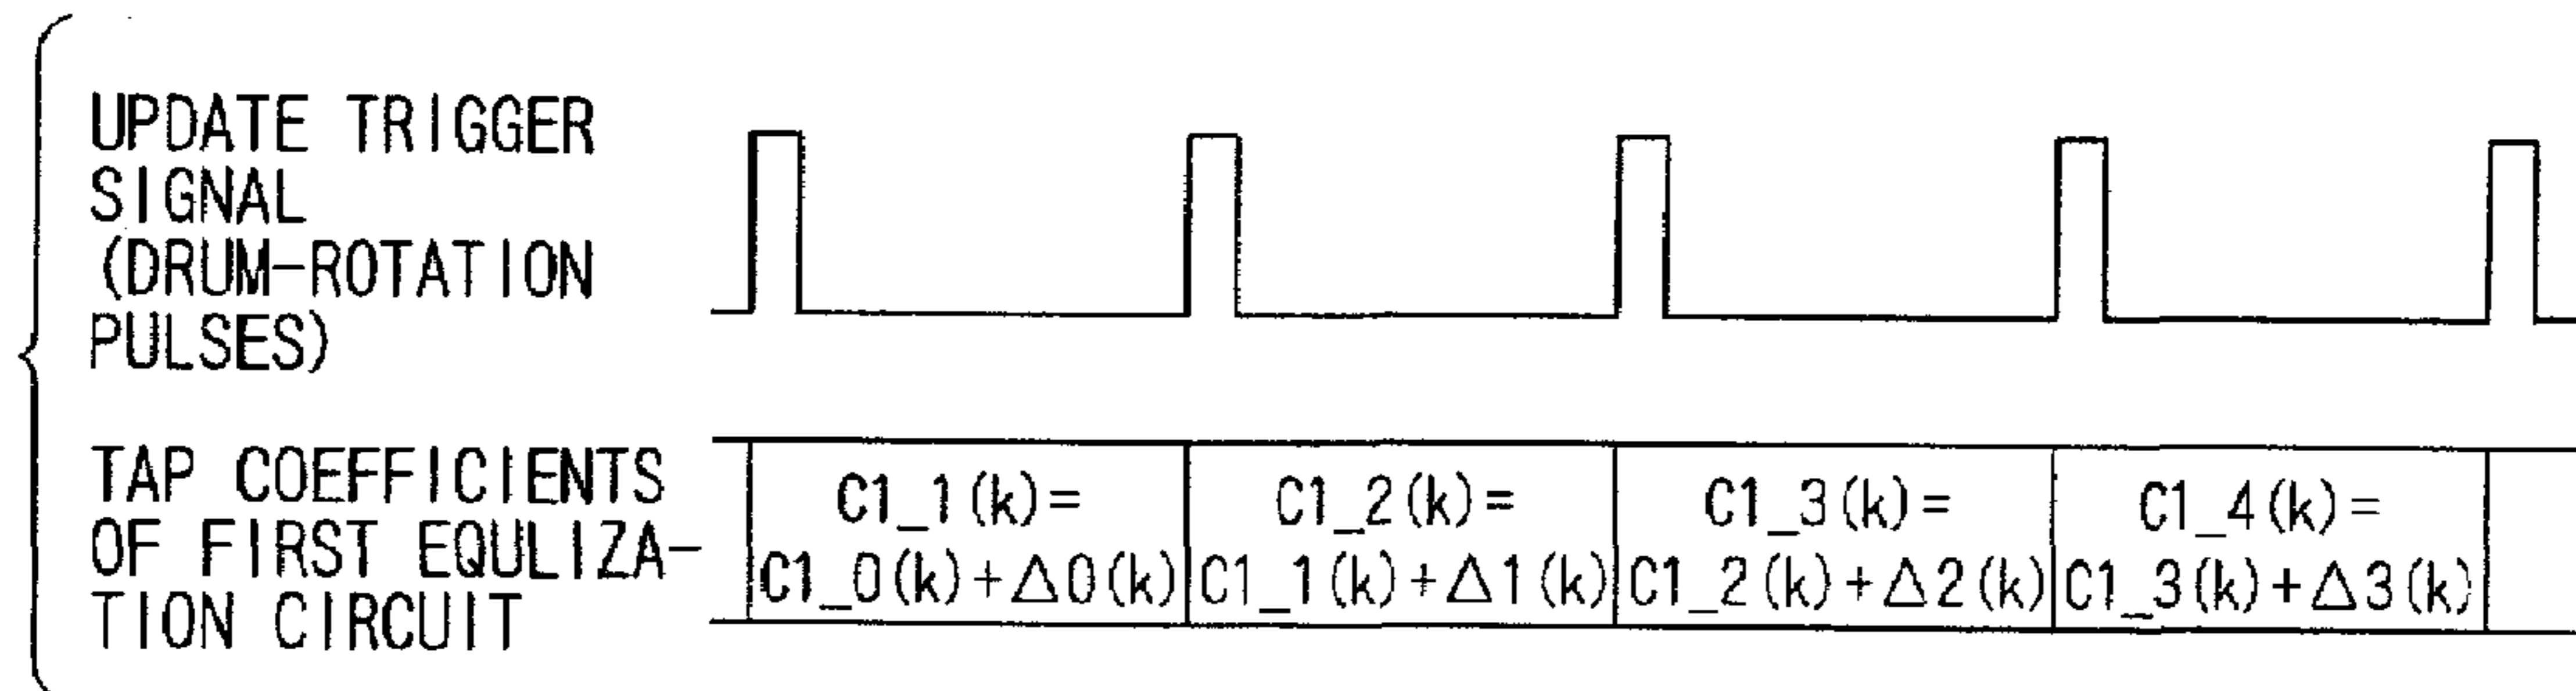 UPDATE TRIGGER
SIGNAL
(DRUM-ROTATION
PULSES)
TAP COEFFICIENTS
OF FIRST EQULIZA-
TION CIRCUIT
C1_1(k)=
C1_0(k)+Δ0(k)
C1_2(k)=
C1_1(k)+Δ1(k)
C1_3(k)=
C1_2(k)+Δ2(k)
C1_4(k)=
C1_3(k)+Δ3(k)